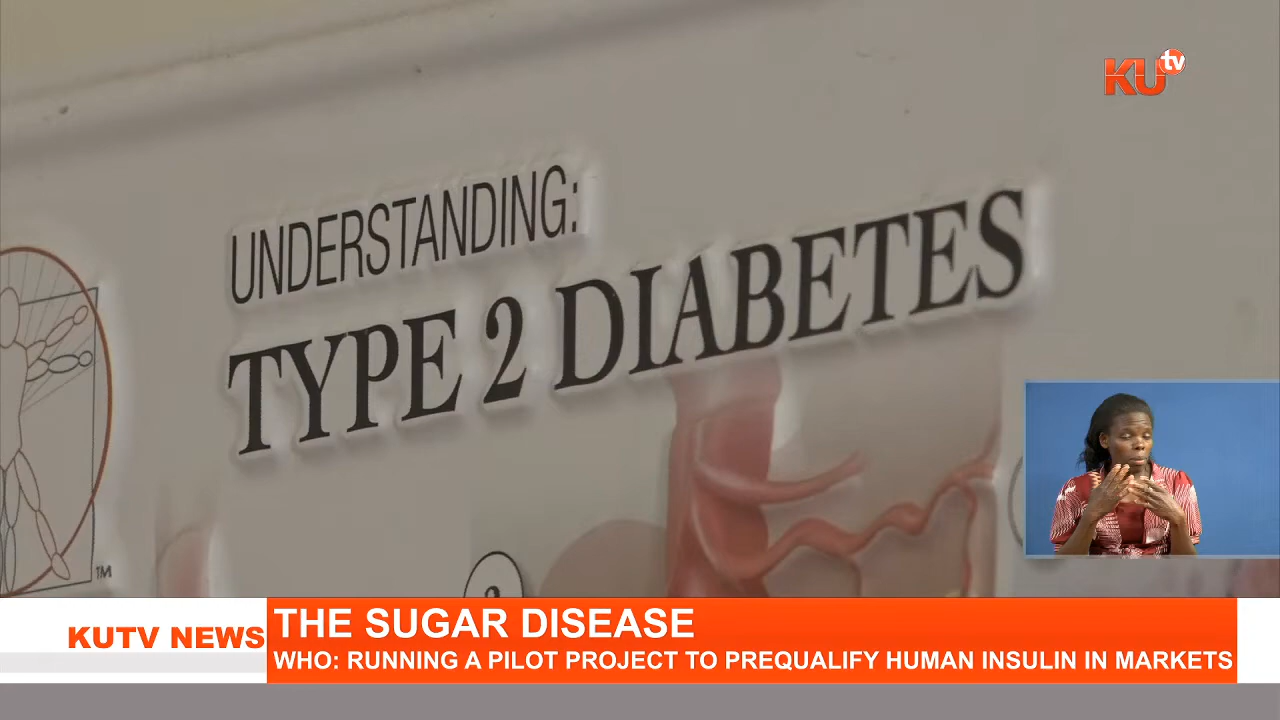 KU tv
UNDERSTANDING:
TYPE 2 DIABETES
TM
KUTV NEWS
THE SUGAR DISEASE
WHO: RUNNING A PILOT PROJECT TO PREQUALIFY HUMAN INSULIN IN MARKETS